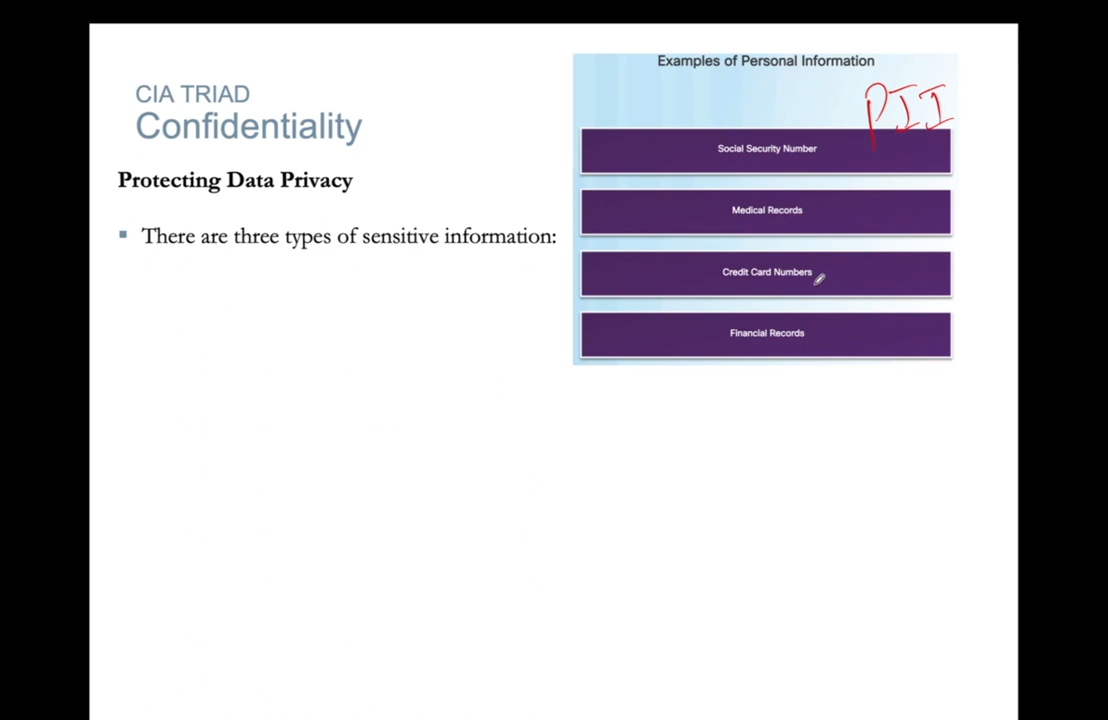 CIA TRIAD
Confidentiality
Protecting Data Privacy
There are three types of sensitive information:
Examples of Personal Information
PII
Social Security Number
Medical Records
Credit Card Numbers
Financial Records